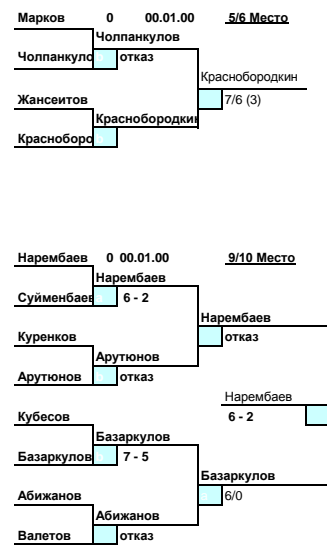 Марков 0 00.01.00 5/6 Место
Чолпанкулов
Чолпанкуло отказ
Краснобородкин
Жансеитов 7/6 (3)
Краснобородкин
Красноборо
Нарембаев 0 00.01.00 9/10 Место
Нарембаев
Суйменбаев 6 - 2
Нарембаев
Куренков отказ
Арутюнов
Арутюнов отказ
Нарембаев
Кубесов 6 - 2
Базаркулов
Базаркулов 7 - 5
Базаркулов
Абижанов 6/0
Абижанов
Валетов отказ